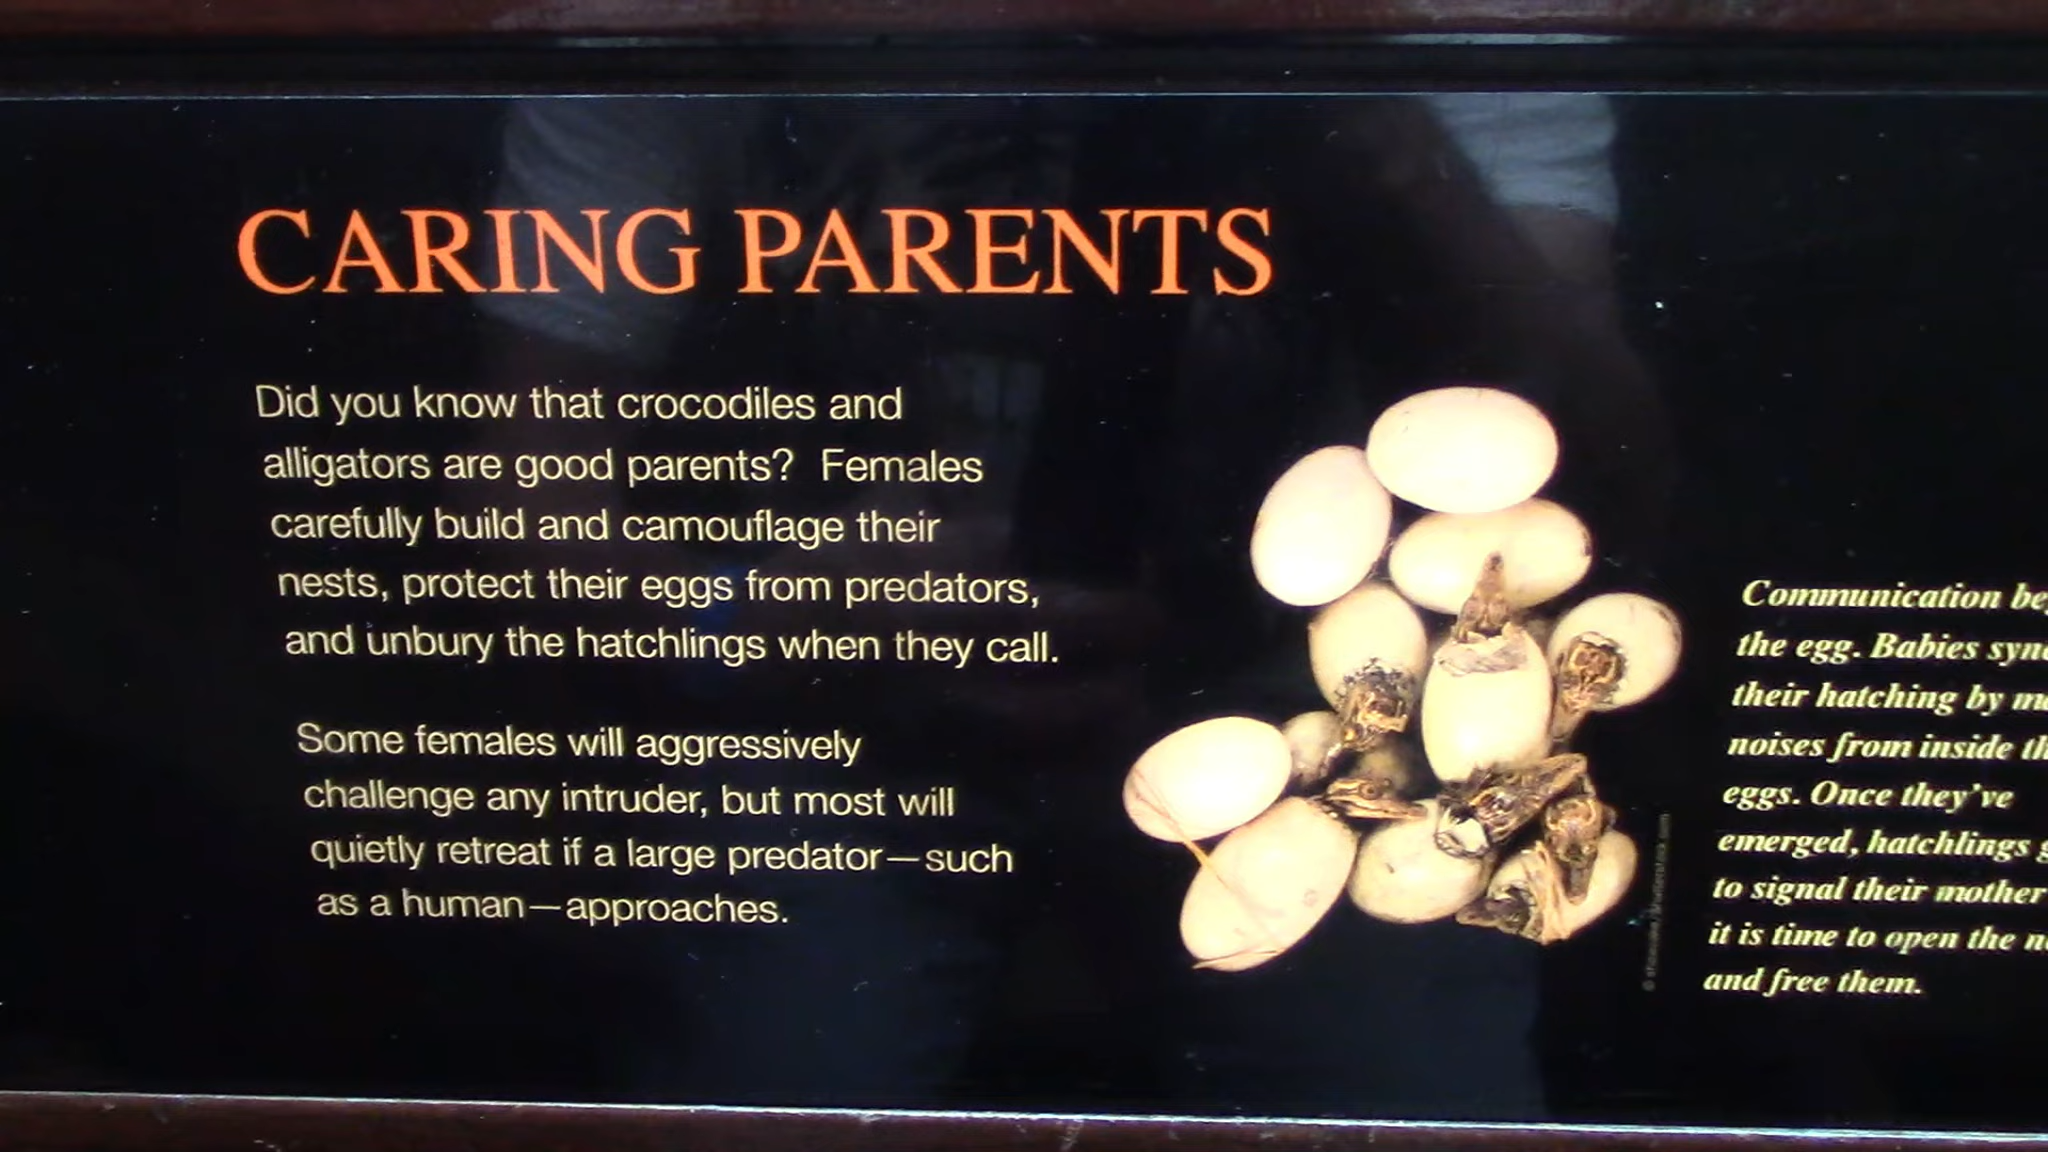 CARING PARENTS
Did you know that crocodiles and
alligators are good parents?  Females
carefully build and camouflage their
nests, protect their eggs from predators,
and unbury the hatchlings when they call.
Some females will aggressively
challenge any intruder, but most will
quietly retreat if a large predator—such
as a human—approaches.
Communication
the egg. Babies
their hatching by
noises from inside
eggs. Once they've
emerged, hatchlings
to signal their mother
it is time to open the
and free them.